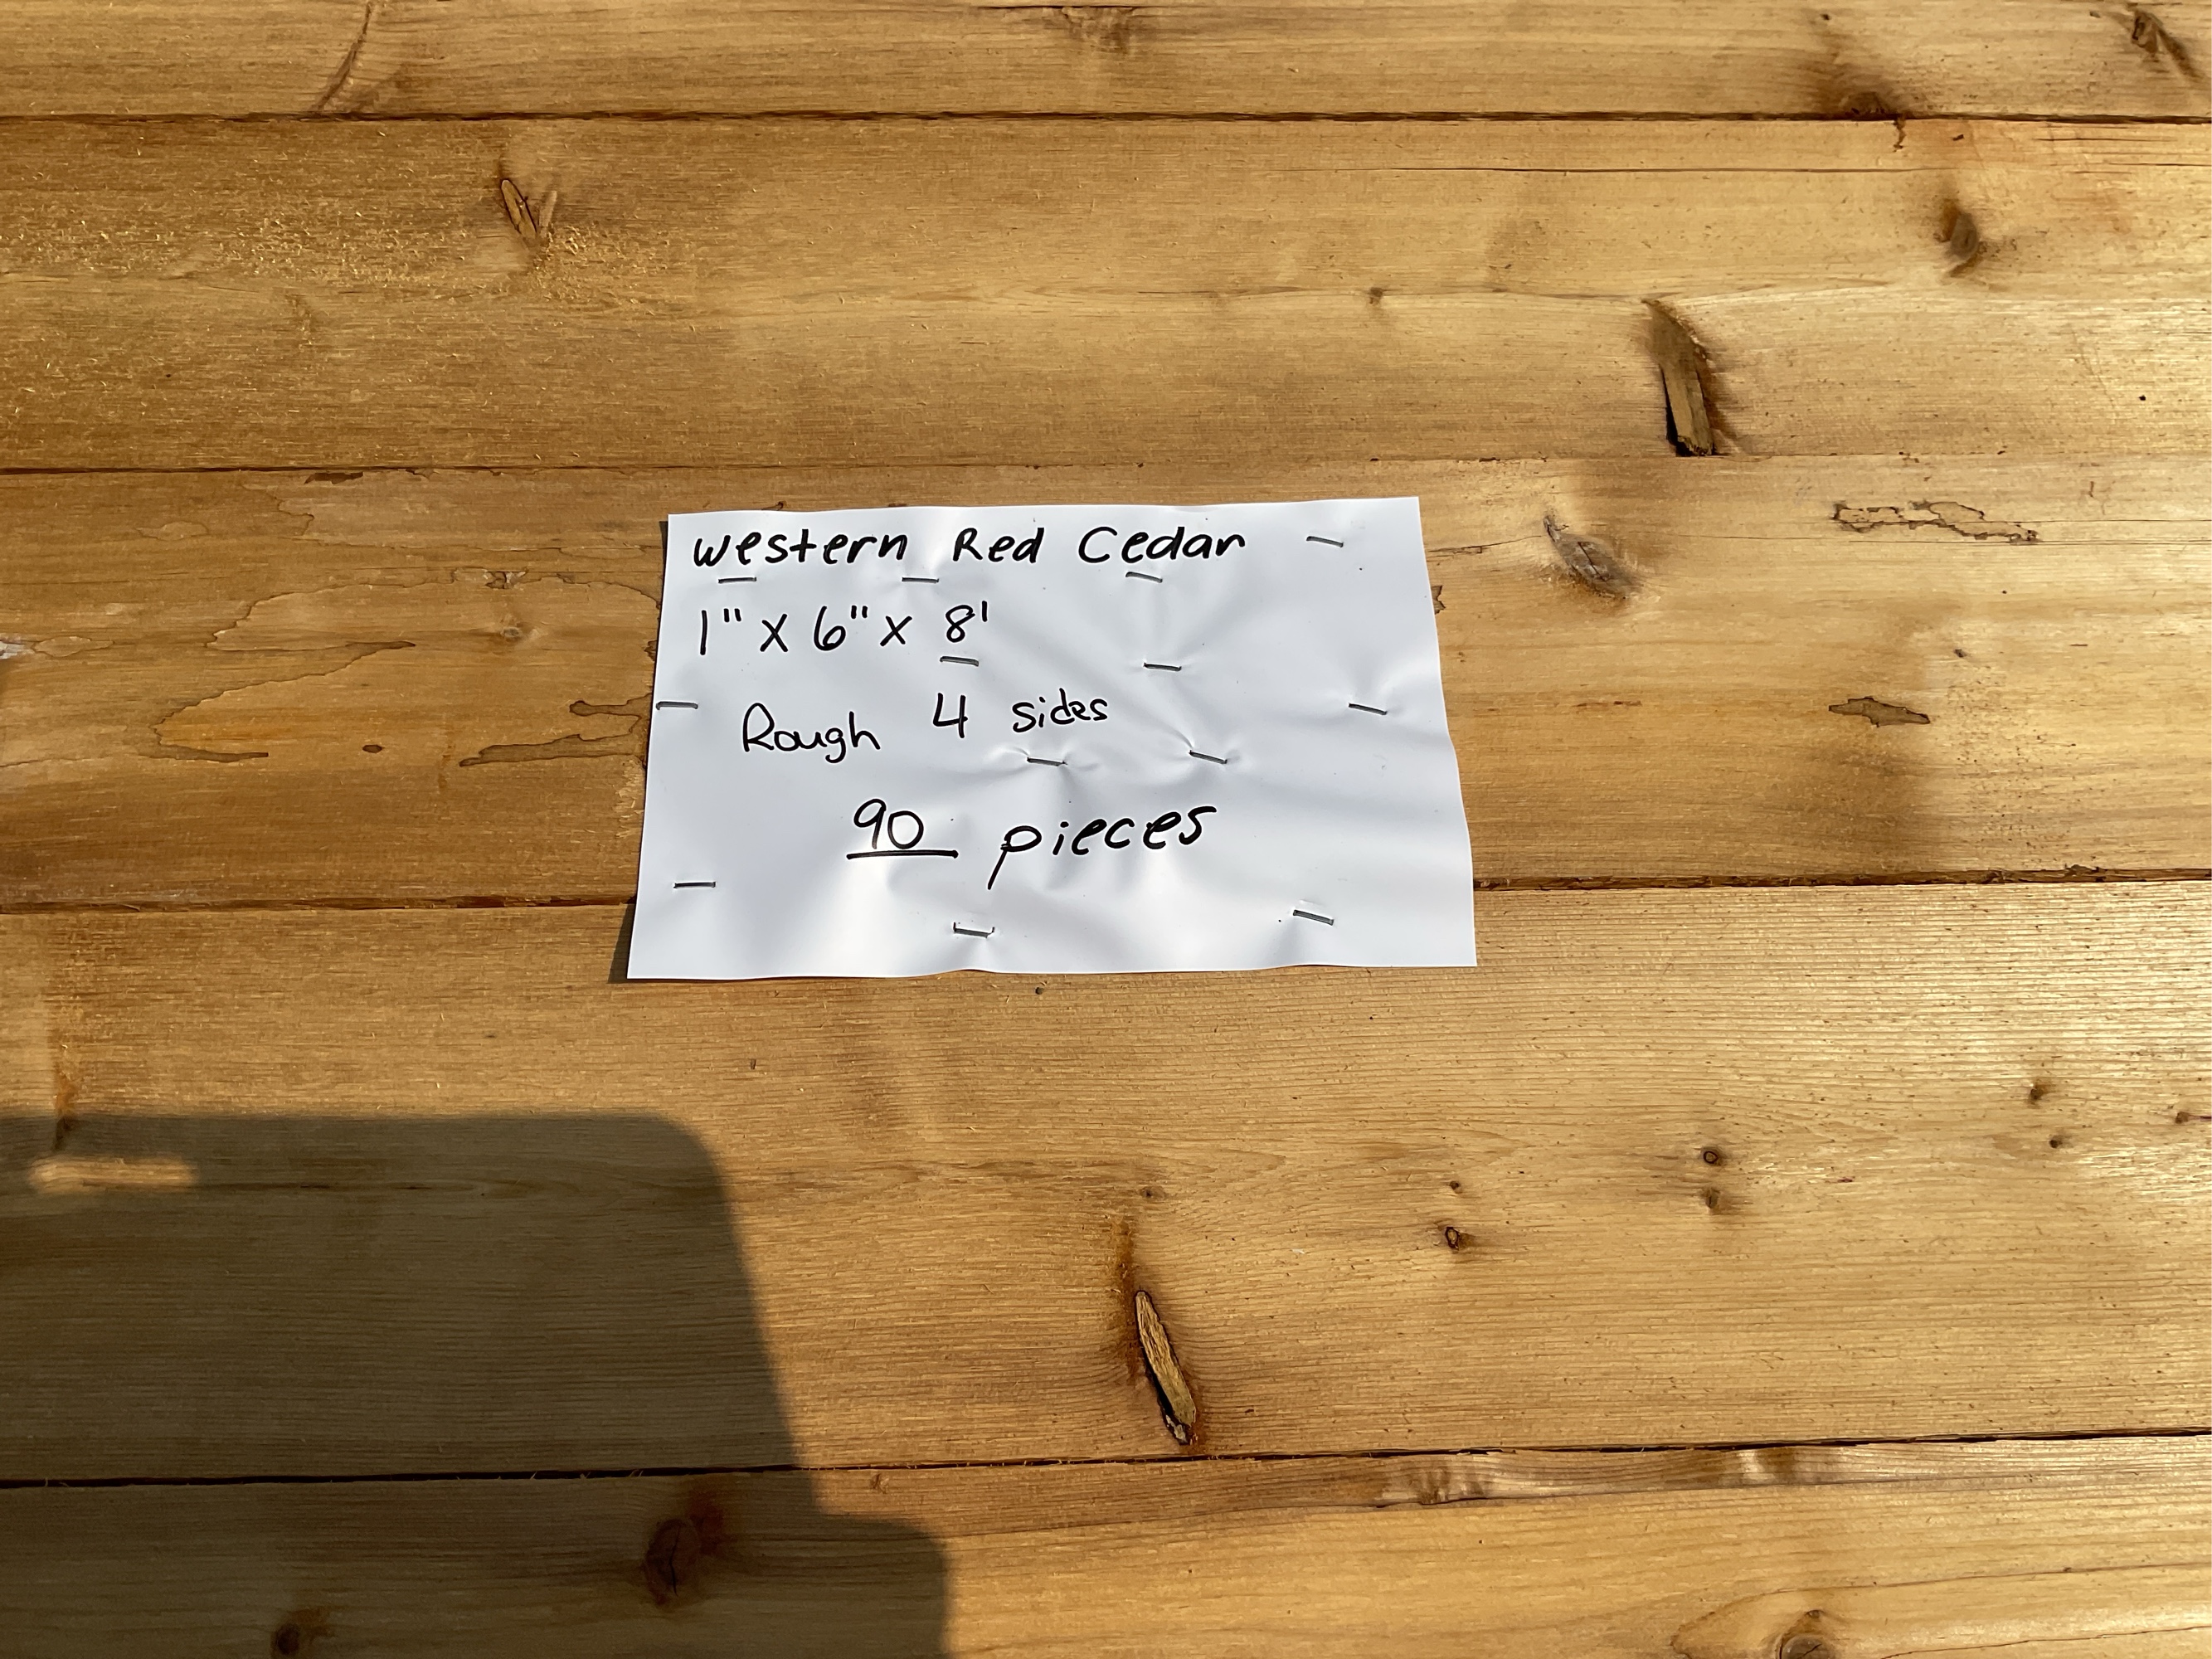 Western Red Cedar
1" X 6" X 8'
Rough 4 sides
90 pieces